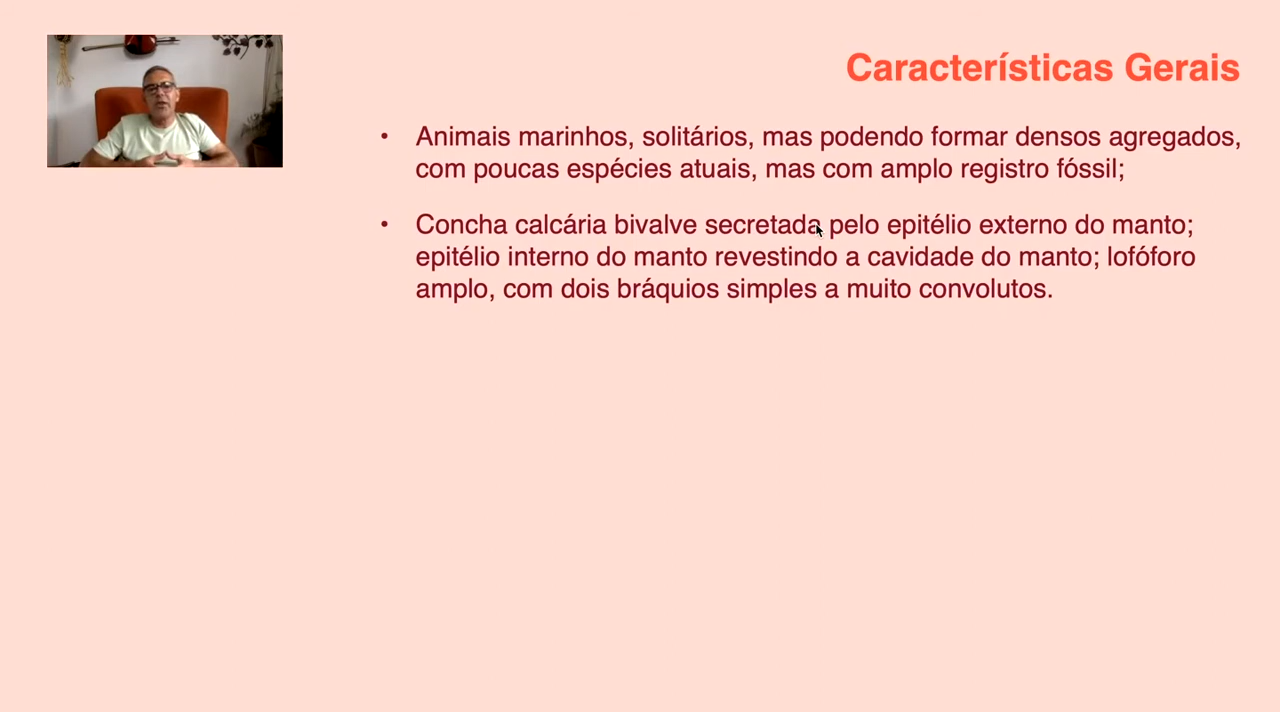 Características Gerais
• Animais marinhos, solitários, mas podendo formar densos agregados,
com poucas espécies atuais, mas com amplo registro fóssil;
• Concha calcária bivalve secretada pelo epitélio externo do manto;
epitélio interno do manto revestindo a cavidade do manto; lofóforo
amplo, com dois bráquios simples a muito convolutos.